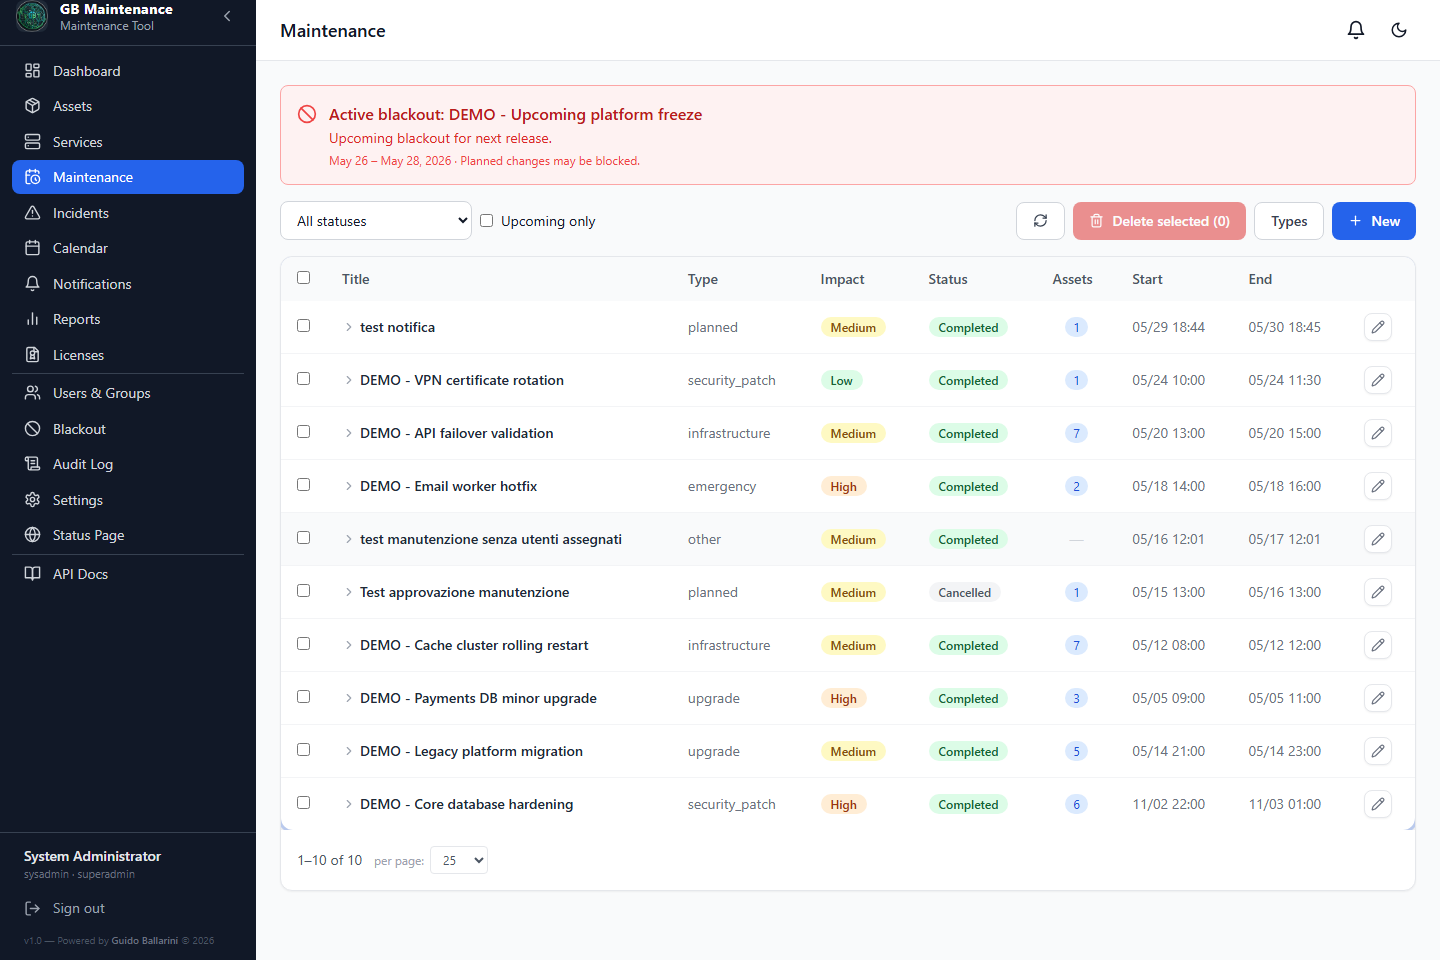 GB Maintenance
Maintenance Tool
Dashboard
Assets
Services
Maintenance
Incidents
Calendar
Notifications
Reports
Licenses
Users & Groups
Blackout
Audit Log
Settings
Status Page
API Docs
System Administrator
sysadmin · superadmin
Sign out
v1.0 — Powered by Guido Ballarini © 2026
Maintenance
Active blackout: DEMO - Upcoming platform freeze
Upcoming blackout for next release.
May 26 – May 28, 2026 · Planned changes may be blocked.
All statuses Upcoming only Delete selected (0) Types New
Title Type Impact Status Assets Start End
test notifica planned Medium Completed 1 05/29 18:44 05/30 18:45
DEMO - VPN certificate rotation security_patch Low Completed 1 05/24 10:00 05/24 11:30
DEMO - API failover validation infrastructure Medium Completed 7 05/20 13:00 05/20 15:00
DEMO - Email worker hotfix emergency High Completed 2 05/18 14:00 05/18 16:00
test manutenzione senza utenti assegnati other Medium Completed — 05/16 12:01 05/17 12:01
Test approvazione manutenzione planned Medium Cancelled 1 05/15 13:00 05/16 13:00
DEMO - Cache cluster rolling restart infrastructure Medium Completed 7 05/12 08:00 05/12 12:00
DEMO - Payments DB minor upgrade upgrade High Completed 3 05/05 09:00 05/05 11:00
DEMO - Legacy platform migration upgrade Medium Completed 5 05/14 21:00 05/14 23:00
DEMO - Core database hardening security_patch High Completed 6 11/02 22:00 11/03 01:00
1–10 of 10 per page: 25